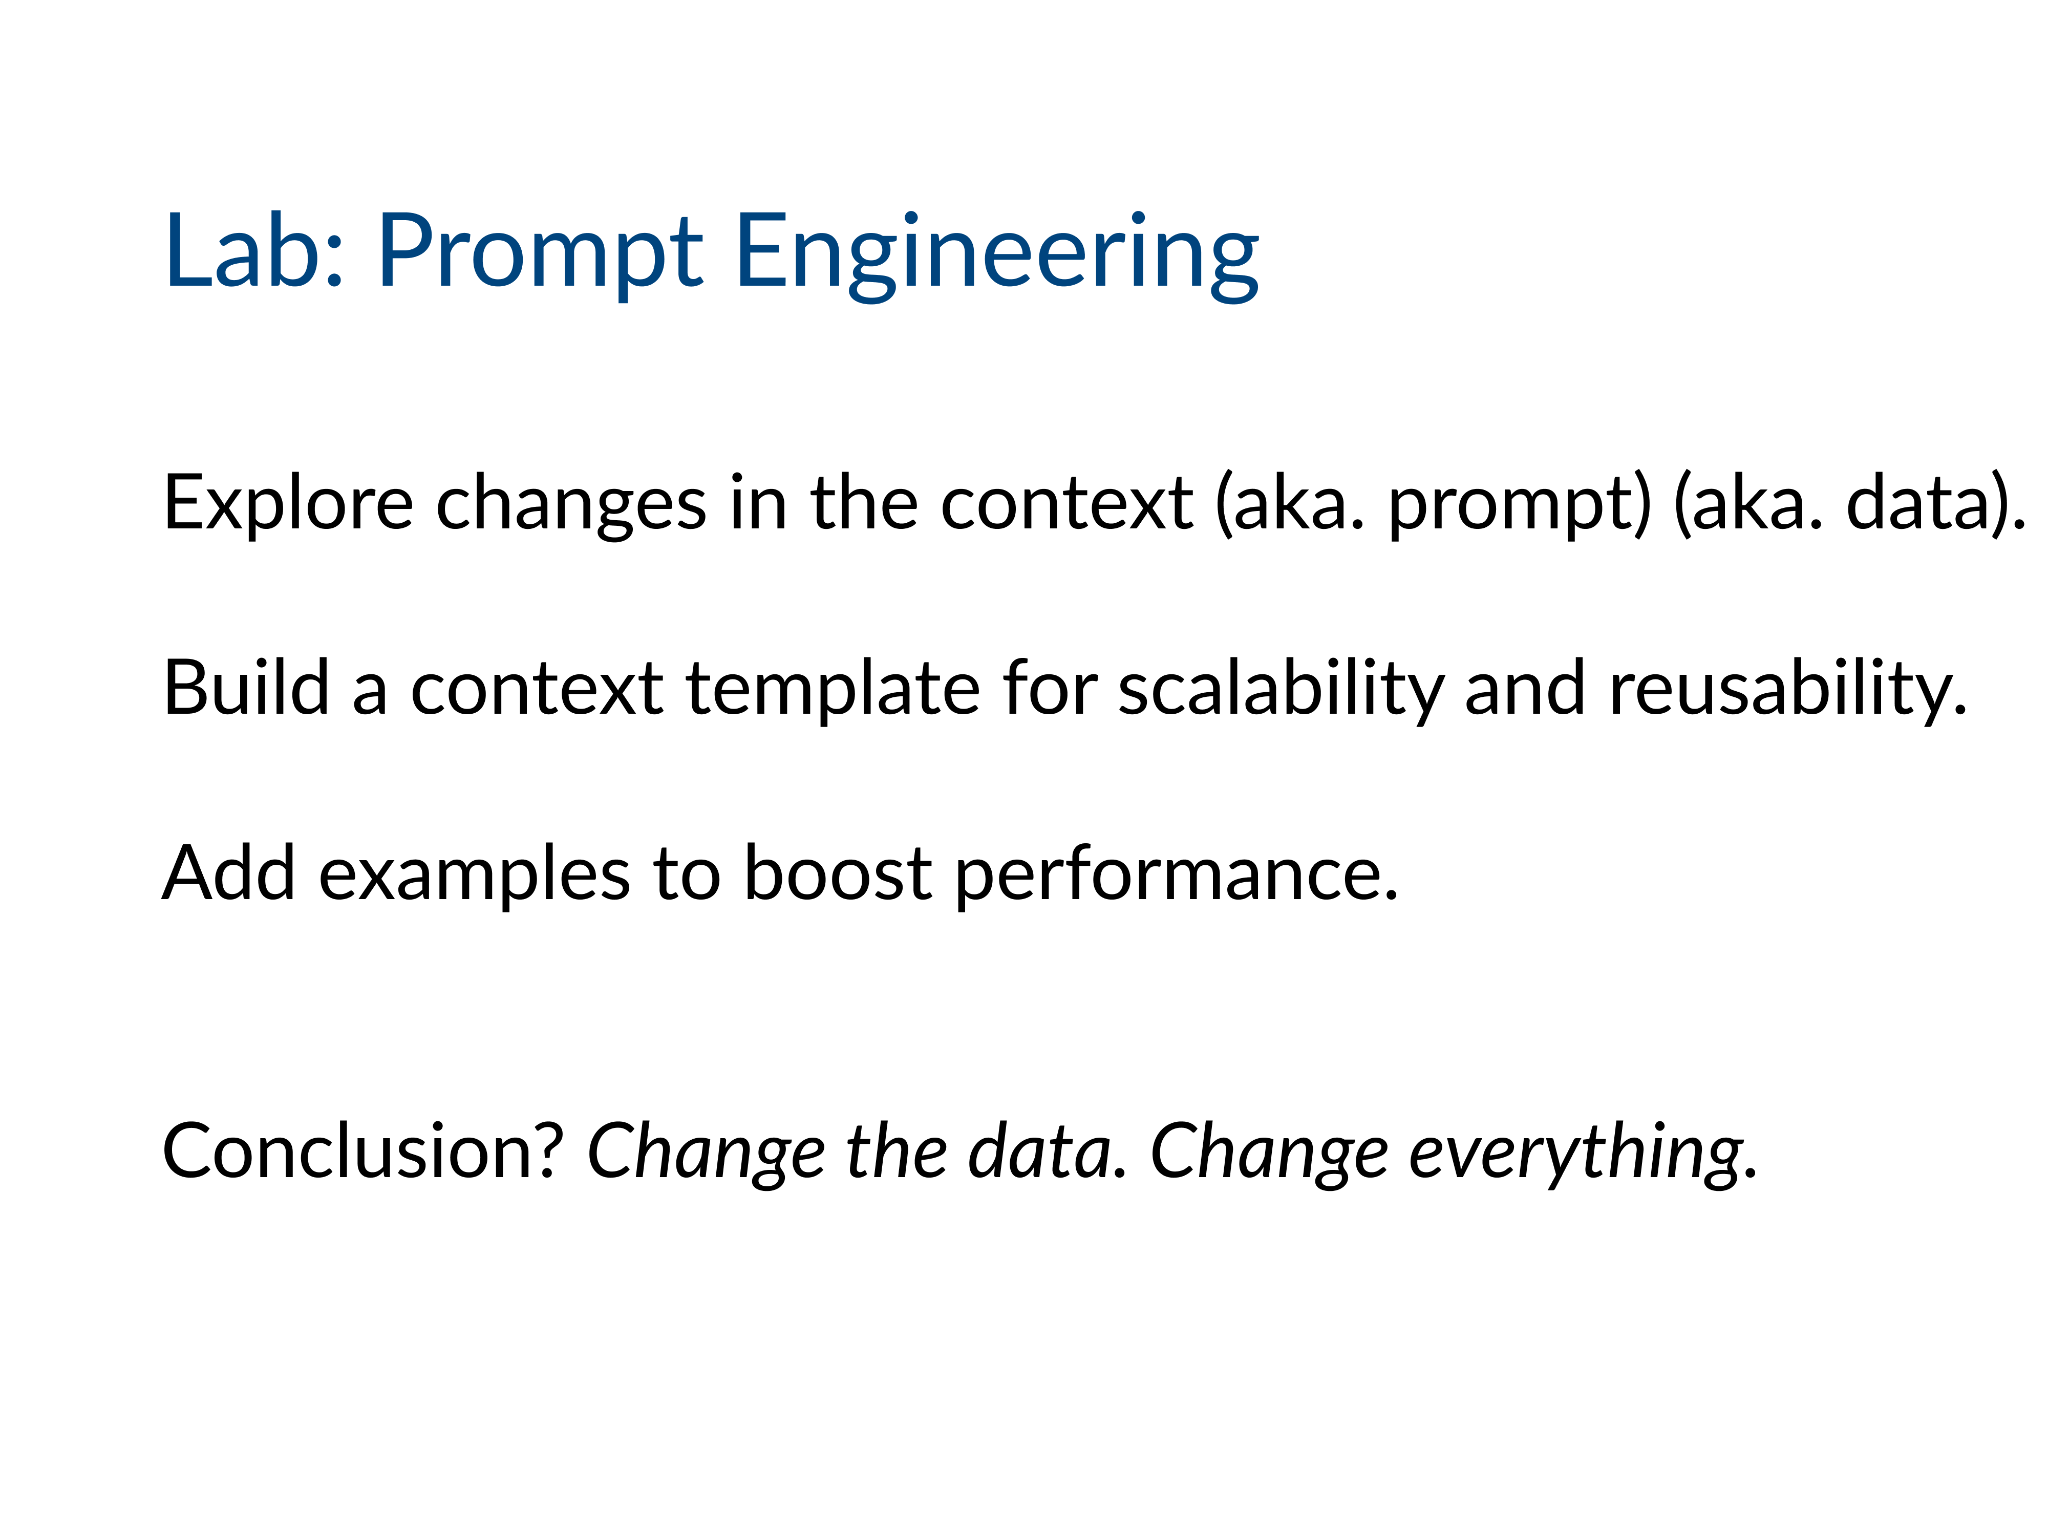 Lab: Prompt Engineering
Explore changes in the context (aka. prompt) (aka. data).
Build a context template for scalability and reusability.
Add examples to boost performance.
Conclusion? Change the data. Change everything.